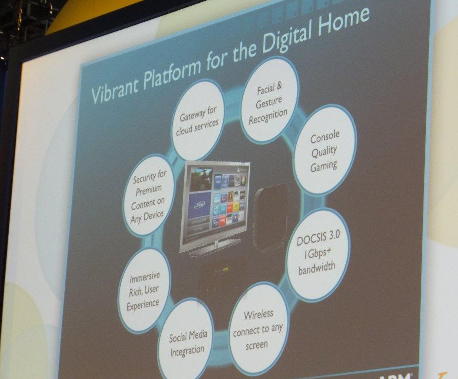 Vibrant Platform for the Digital Home
Gateway for
cloud services
Facial &
Gesture
Recognition
Console
Quality
Gaming
DOCSIS 3.0
1Gbps+
bandwidth
Wireless
connect to any
screen
Social Media
Integration
Immersive
Rich, User
Experience
Security for
Premium
Content on
Any Device